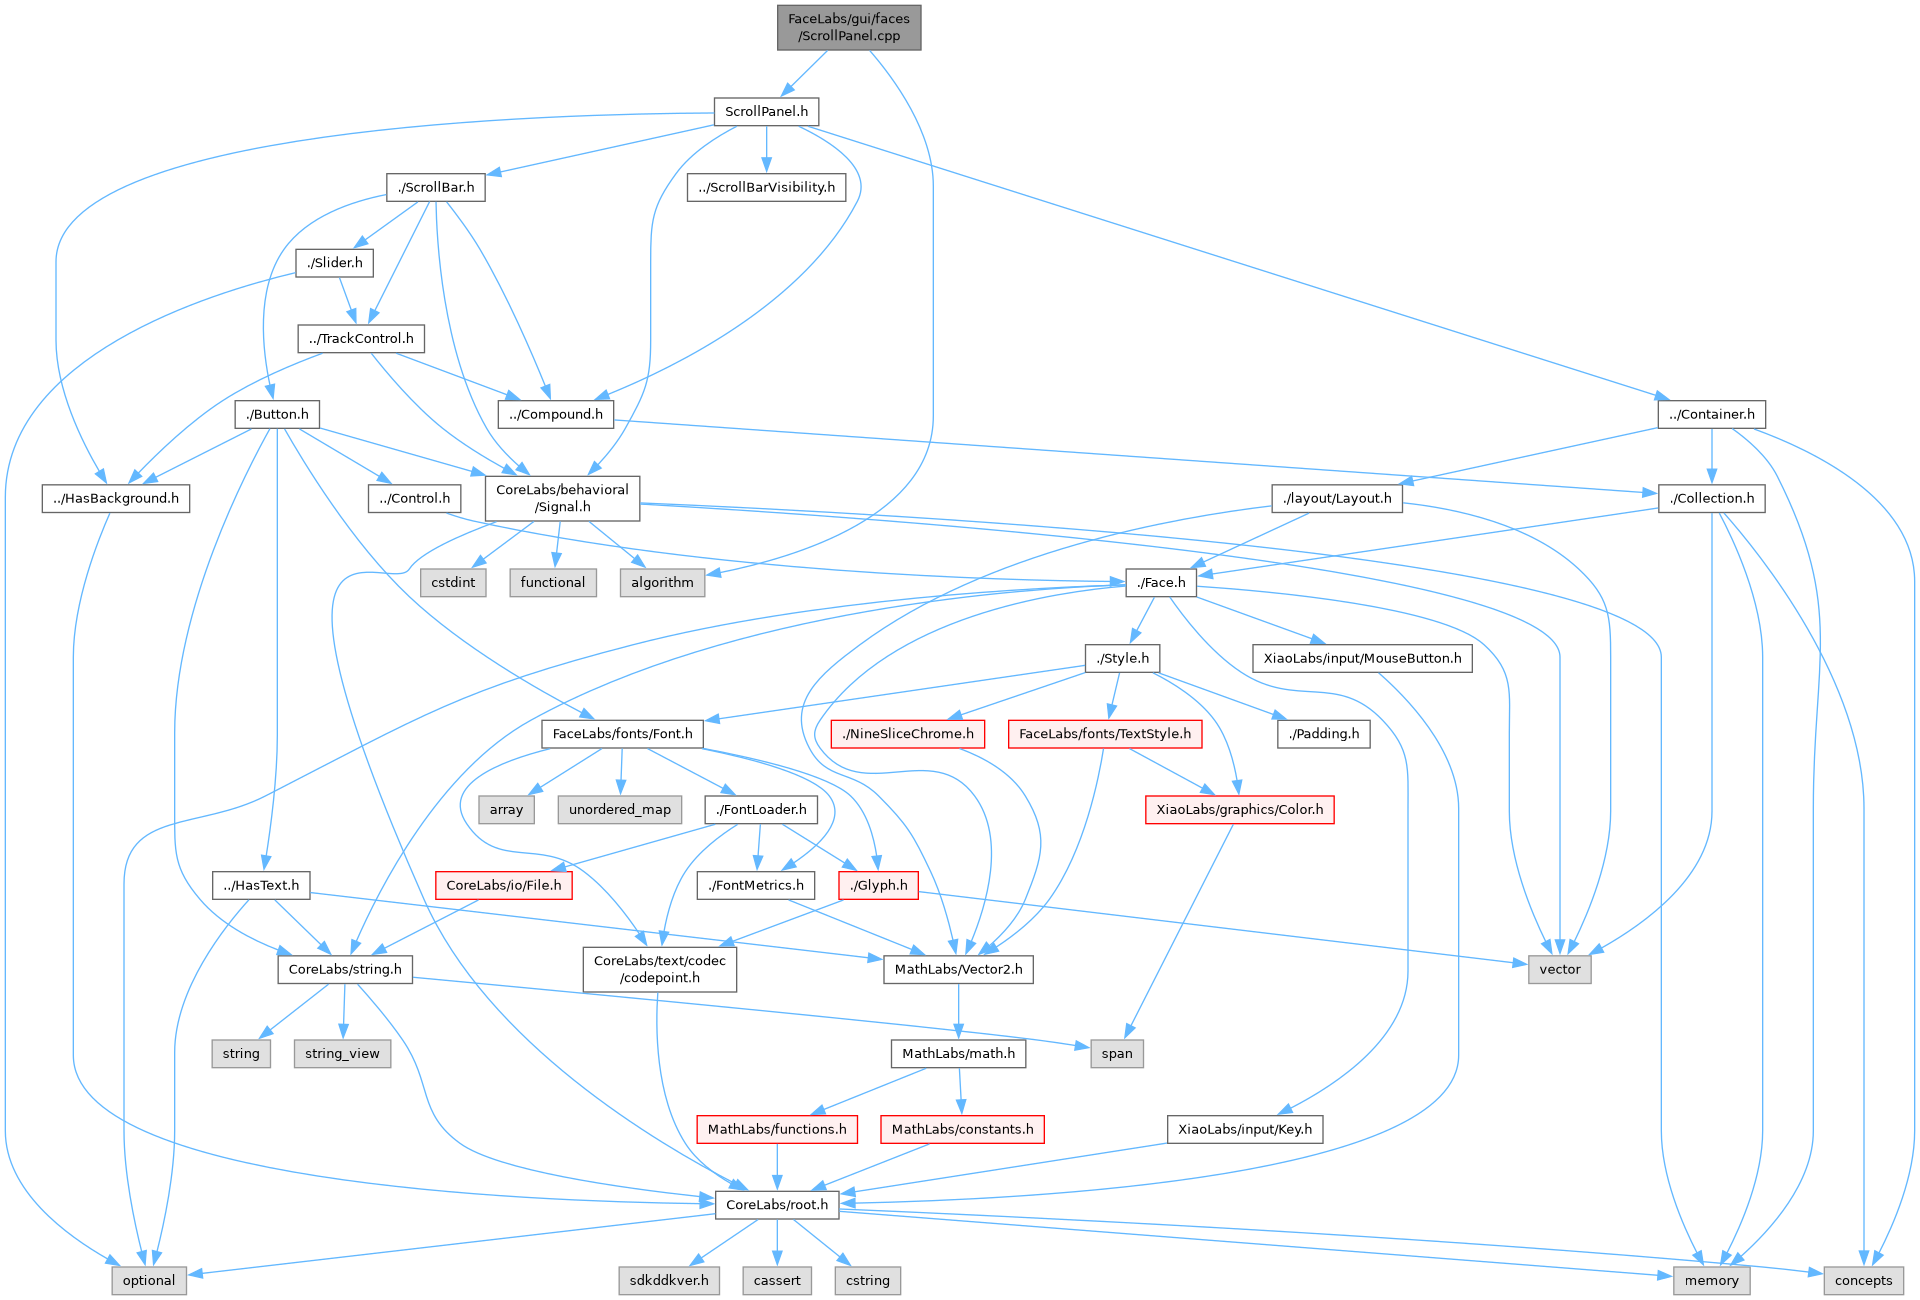 FaceLabs/gui/faces
/ScrollPanel.cpp
ScrollPanel.h
./ScrollBar.h
../ScrollBarVisibility.h
./Slider.h
../TrackControl.h
./Button.h
../Compound.h
../Container.h
../HasBackground.h
../Control.h
CoreLabs/behavioral
/Signal.h
./layout/Layout.h
./Collection.h
cstdint
functional
algorithm
./Face.h
./Style.h
XiaoLabs/input/MouseButton.h
FaceLabs/fonts/Font.h
./NineSliceChrome.h
FaceLabs/fonts/TextStyle.h
./Padding.h
array
unordered_map
./FontLoader.h
XiaoLabs/graphics/Color.h
../HasText.h
CoreLabs/io/File.h
./FontMetrics.h
./Glyph.h
CoreLabs/string.h
CoreLabs/text/codec
/codepoint.h
MathLabs/Vector2.h
vector
string
string_view
MathLabs/math.h
span
MathLabs/functions.h
MathLabs/constants.h
XiaoLabs/input/Key.h
CoreLabs/root.h
optional
sdkddkver.h
cassert
cstring
memory
concepts